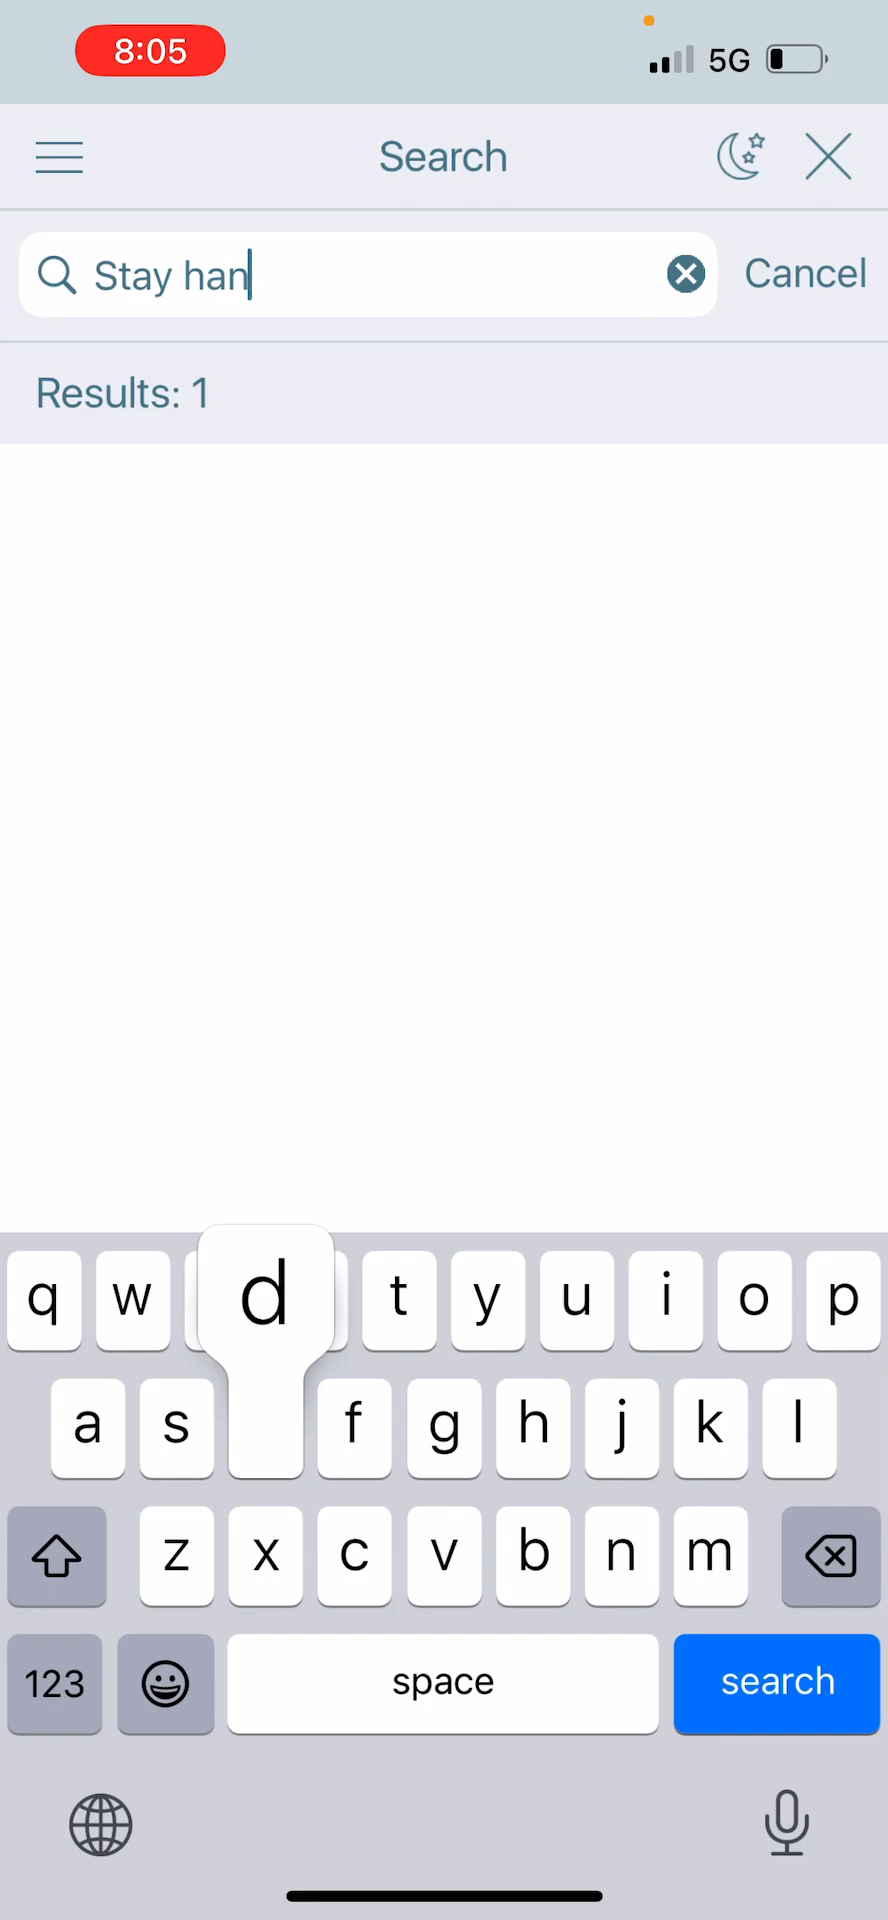 8:05 5G
Search
Stay han Cancel
Results: 1
q w d t y u i o p
a s f g h j k l
z x c v b n m
123 space search